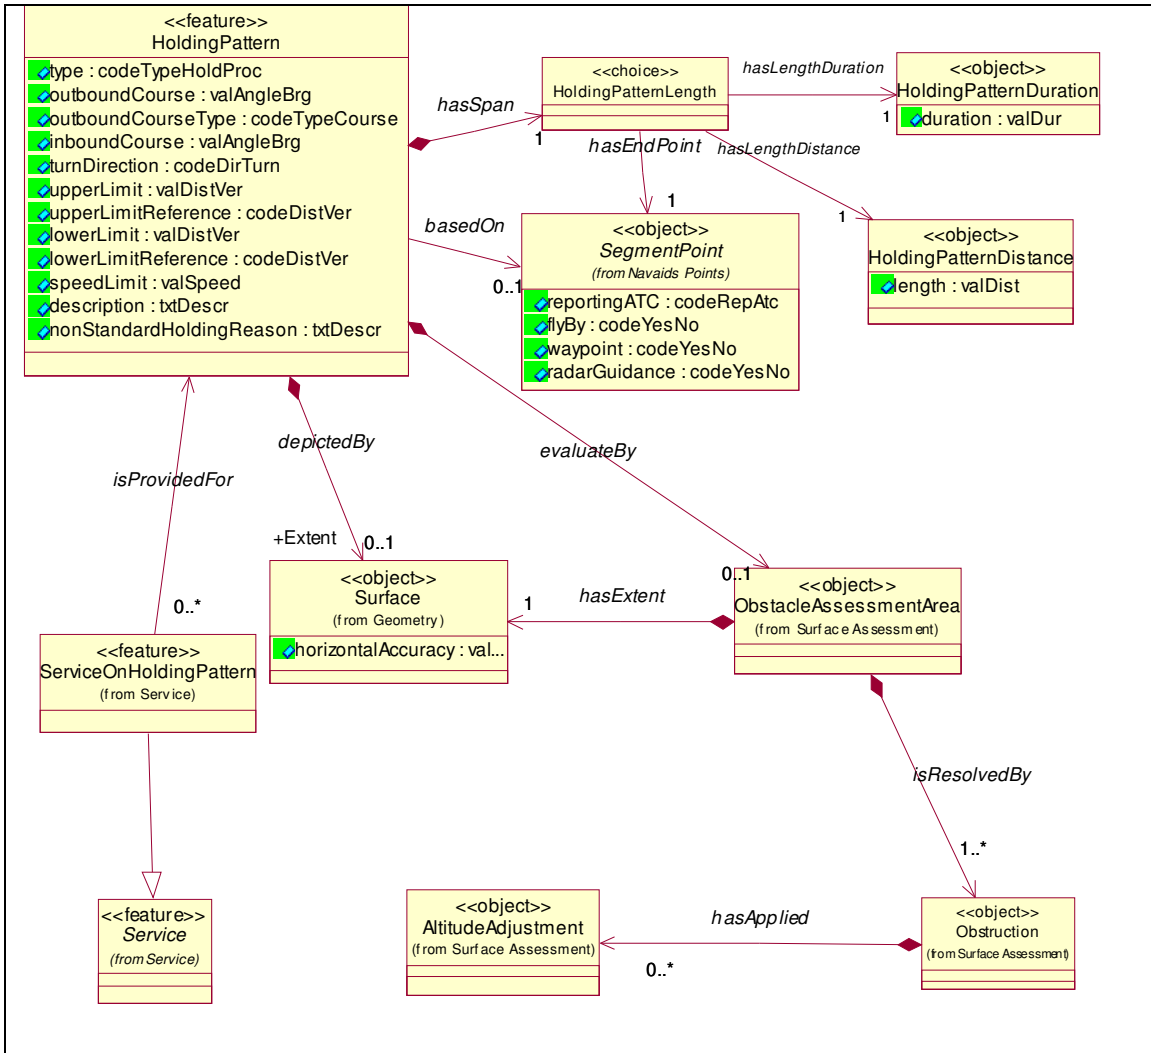 <<feature>>
HoldingPattern
type : codeTypeHoldProc
outboundCourse : valAngleBrg
outboundCourseType : codeTypeCourse
inboundCourse : valAngleBrg
turnDirection : codeDirTurn
upperLimit : valDistVer
upperLimitReference : codeDistVer
lowerLimit : valDistVer
lowerLimitReference : codeDistVer
speedLimit : valSpeed
description : txtDescr
nonStandardHoldingReason : txtDescr
hasSpan
1
<<choice>>
HoldingPatternLength
hasLengthDuration
1
<<object>>
HoldingPatternDuration
duration : valDur
hasEndPoint
1
hasLengthDistance
1
basedOn
0..1
<<object>>
SegmentPoint
(from Navaids Points)
reportingATC : codeRepAtc
flyBy : codeYesNo
waypoint : codeYesNo
radarGuidance : codeYesNo
<<object>>
HoldingPatternDistance
length : valDist
isProvidedFor
0..*
depictedBy
+Extent
0..1
evaluateBy
0..1
<<object>>
Surface
(from Geometry)
horizontalAccuracy : val...
hasExtent
1
<<object>>
ObstacleAssessmentArea
(from Surface Assessment)
<<feature>>
ServiceOnHoldingPattern
(from Service)
isResolvedBy
1..*
<<feature>>
Service
(from Service)
<<object>>
AltitudeAdjustment
(from Surface Assessment)
hasApplied
0..*
<<object>>
Obstruction
(from Surface Assessment)